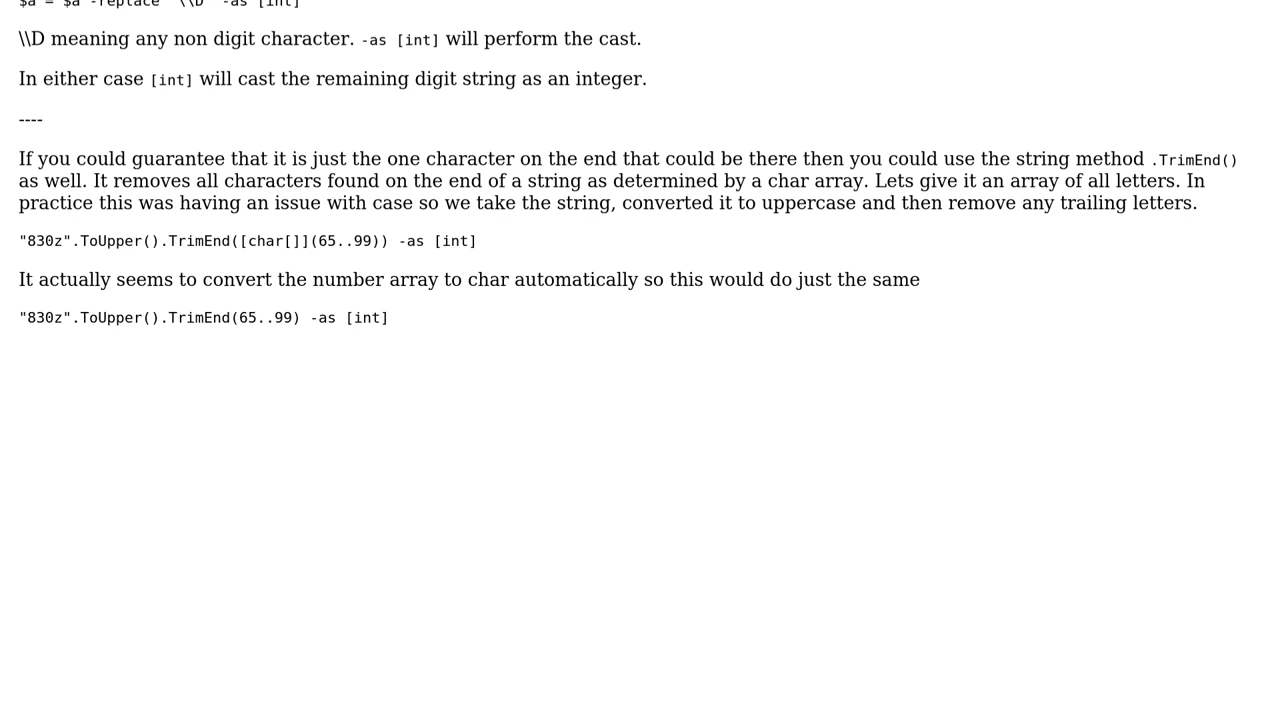 $a = $a -replace "\\D" -as [int]
\\D meaning any non digit character. -as [int] will perform the cast.
In either case [int] will cast the remaining digit string as an integer.
----
If you could guarantee that it is just the one character on the end that could be there then you could use the string method .TrimEnd()
as well. It removes all characters found on the end of a string as determined by a char array. Lets give it an array of all letters. In
practice this was having an issue with case so we take the string, converted it to uppercase and then remove any trailing letters.
"830z".ToUpper().TrimEnd([char[]](65..99)) -as [int]
It actually seems to convert the number array to char automatically so this would do just the same
"830z".ToUpper().TrimEnd(65..99) -as [int]